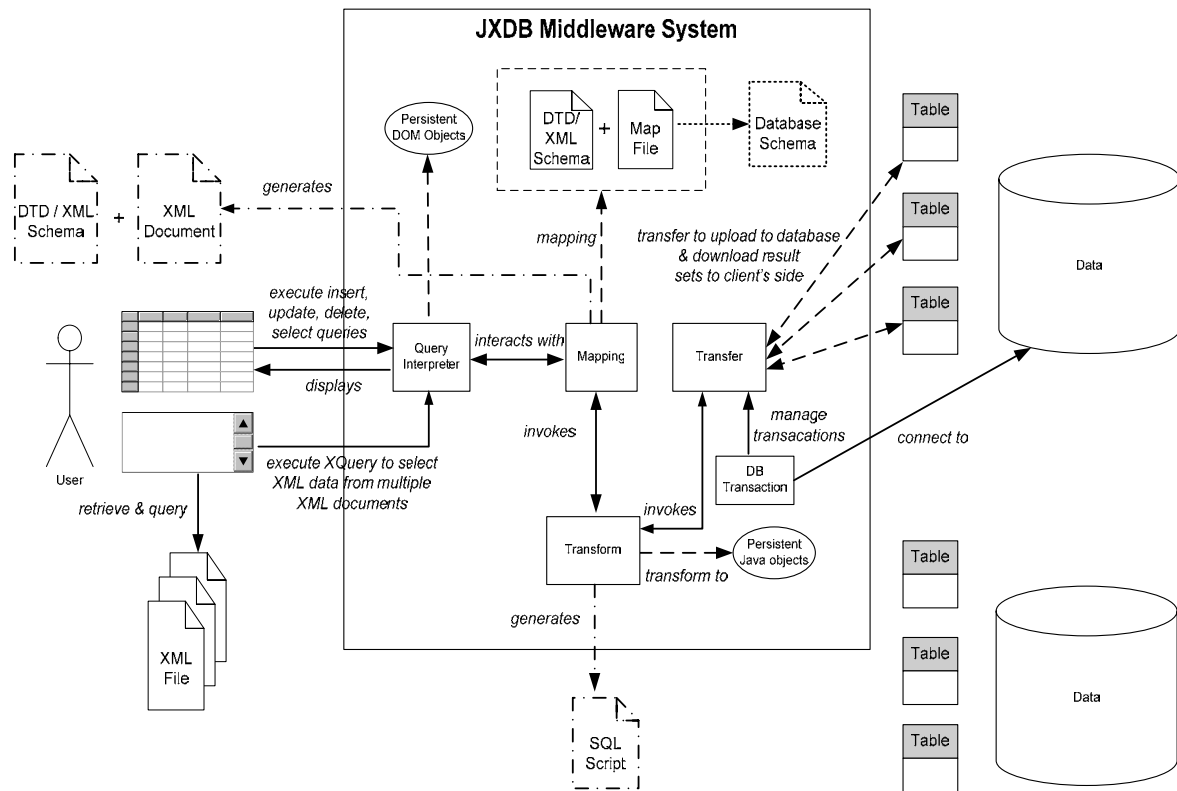 JXDB Middleware System
Persistent
DOM Objects
DTD/
XML
Schema
+
Map
File
Database
Schema
Table
DTD / XML
Schema
+
XML
Document
generates
mapping
transfer to upload to database
& download result
sets to client's side
Table
Data
Table
execute insert,
update, delete,
select queries
Query
Interpreter
interacts with
Mapping
Transfer
displays
User
execute XQuery to select
XML data from multiple
XML documents
invokes
manage
transacations
connect to
DB
Transaction
retrieve & query
invokes
Transform
transform to
Persistent
Java objects
Table
generates
XML
File
Table
Data
SQL
Script
Table